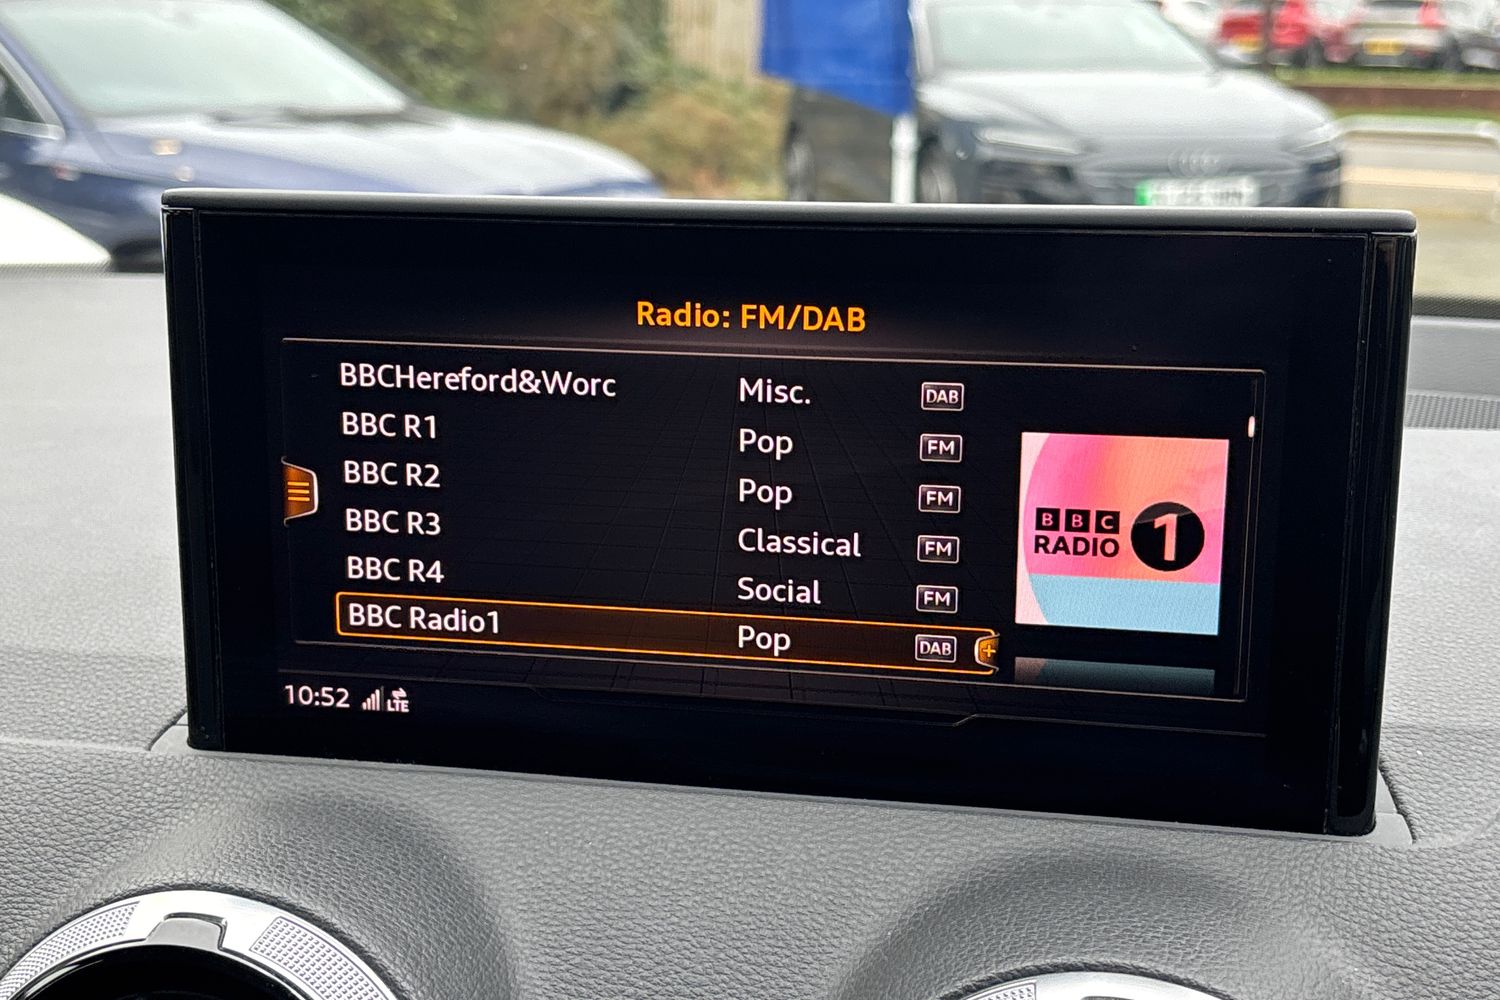 Radio: FM/DAB
BBCHereford&Worc Misc. DAB
BBC R1 Pop FM
BBC R2 Pop FM
BBC R3 Classical FM
BBC R4 Social FM
BBC Radio1 Pop DAB
BBC
RADIO 1
10:52 LTE